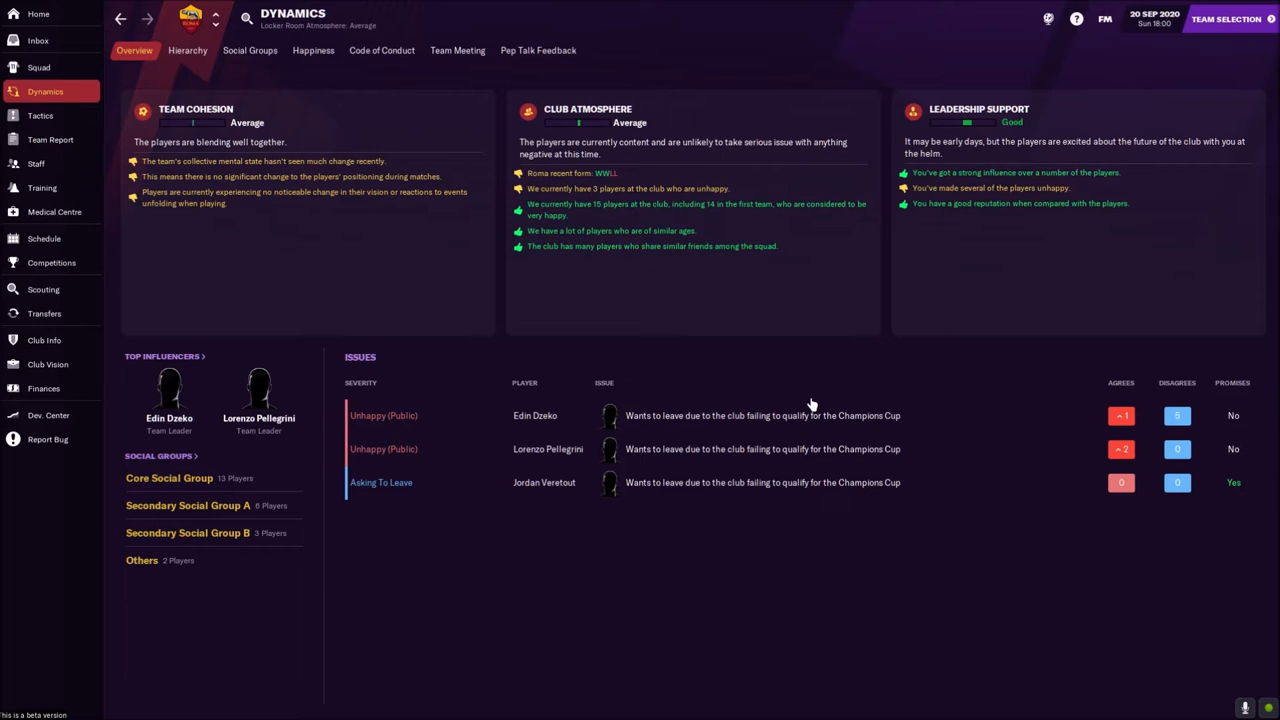 Home
Inbox
Squad
Dynamics
Tactics
Team Report
Staff
Training
Medical Centre
Schedule
Competitions
Scouting
Transfers
Club Info
Club Vision
Finances
Dev. Center
Report Bug
This is a beta version
ROMA
DYNAMICS
Locker Room Atmosphere: Average
FM
20 SEP 2020
Sun 18:00
TEAM SELECTION
Overview
Hierarchy
Social Groups
Happiness
Code of Conduct
Team Meeting
Pep Talk Feedback
TEAM COHESION
Average
The players are blending well together.
The team's collective mental state hasn't seen much change recently.
This means there is no significant change to the players' positioning during matches.
Players are currently experiencing no noticeable change in their vision or reactions to events
unfolding when playing.
CLUB ATMOSPHERE
Average
The players are currently content and are unlikely to take serious issue with anything
negative at this time.
Roma recent form: WWLL
We currently have 3 players at the club who are unhappy.
We currently have 15 players at the club, including 14 in the first team, who are considered to be
very happy.
We have a lot of players who are of similar ages.
The club has many players who share similar friends among the squad.
LEADERSHIP SUPPORT
Good
It may be early days, but the players are excited about the future of the club with you at
the helm.
You've got a strong influence over a number of the players.
You've made several of the players unhappy.
You have a good reputation when compared with the players.
TOP INFLUENCERS >
Edin Dzeko
Team Leader
Lorenzo Pellegrini
Team Leader
SOCIAL GROUPS >
Core Social Group 13 Players
Secondary Social Group A 6 Players
Secondary Social Group B 3 Players
Others 2 Players
ISSUES
SEVERITY PLAYER ISSUE AGREES DISAGREES PROMISES
Unhappy (Public) Edin Dzeko Wants to leave due to the club failing to qualify for the Champions Cup 1 5 No
Unhappy (Public) Lorenzo Pellegrini Wants to leave due to the club failing to qualify for the Champions Cup 2 0 No
Asking To Leave Jordan Veretout Wants to leave due to the club failing to qualify for the Champions Cup 0 0 Yes